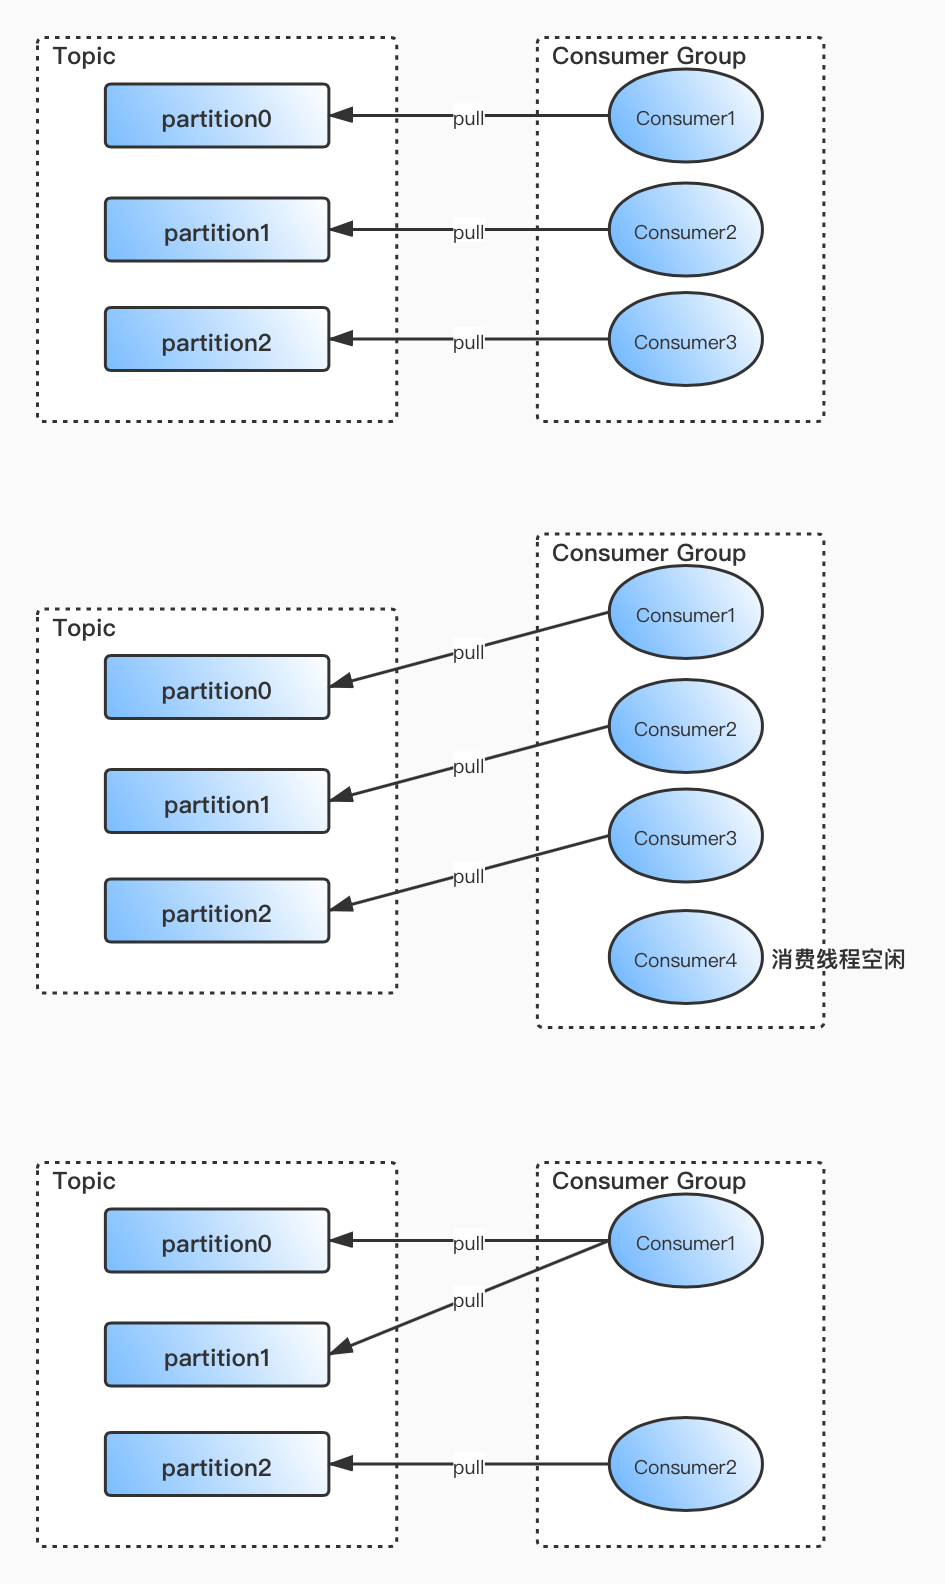 Topic
Consumer Group
partition0
pull
Consumer1
partition1
pull
Consumer2
partition2
pull
Consumer3
Consumer Group
Consumer1
Topic
pull
partition0
Consumer2
pull
partition1
Consumer3
pull
partition2
Consumer4
消费线程空闲
Topic
Consumer Group
partition0
pull
Consumer1
pull
partition1
partition2
pull
Consumer2